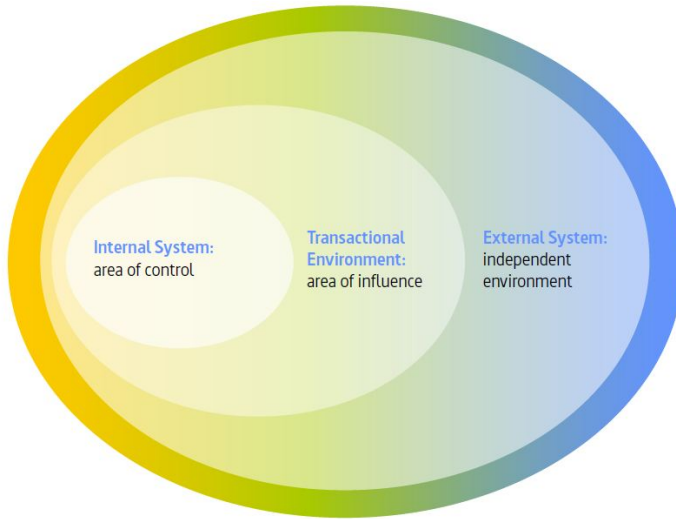 Internal System:
area of control
Transactional
Environment:
area of influence
External System:
independent
environment